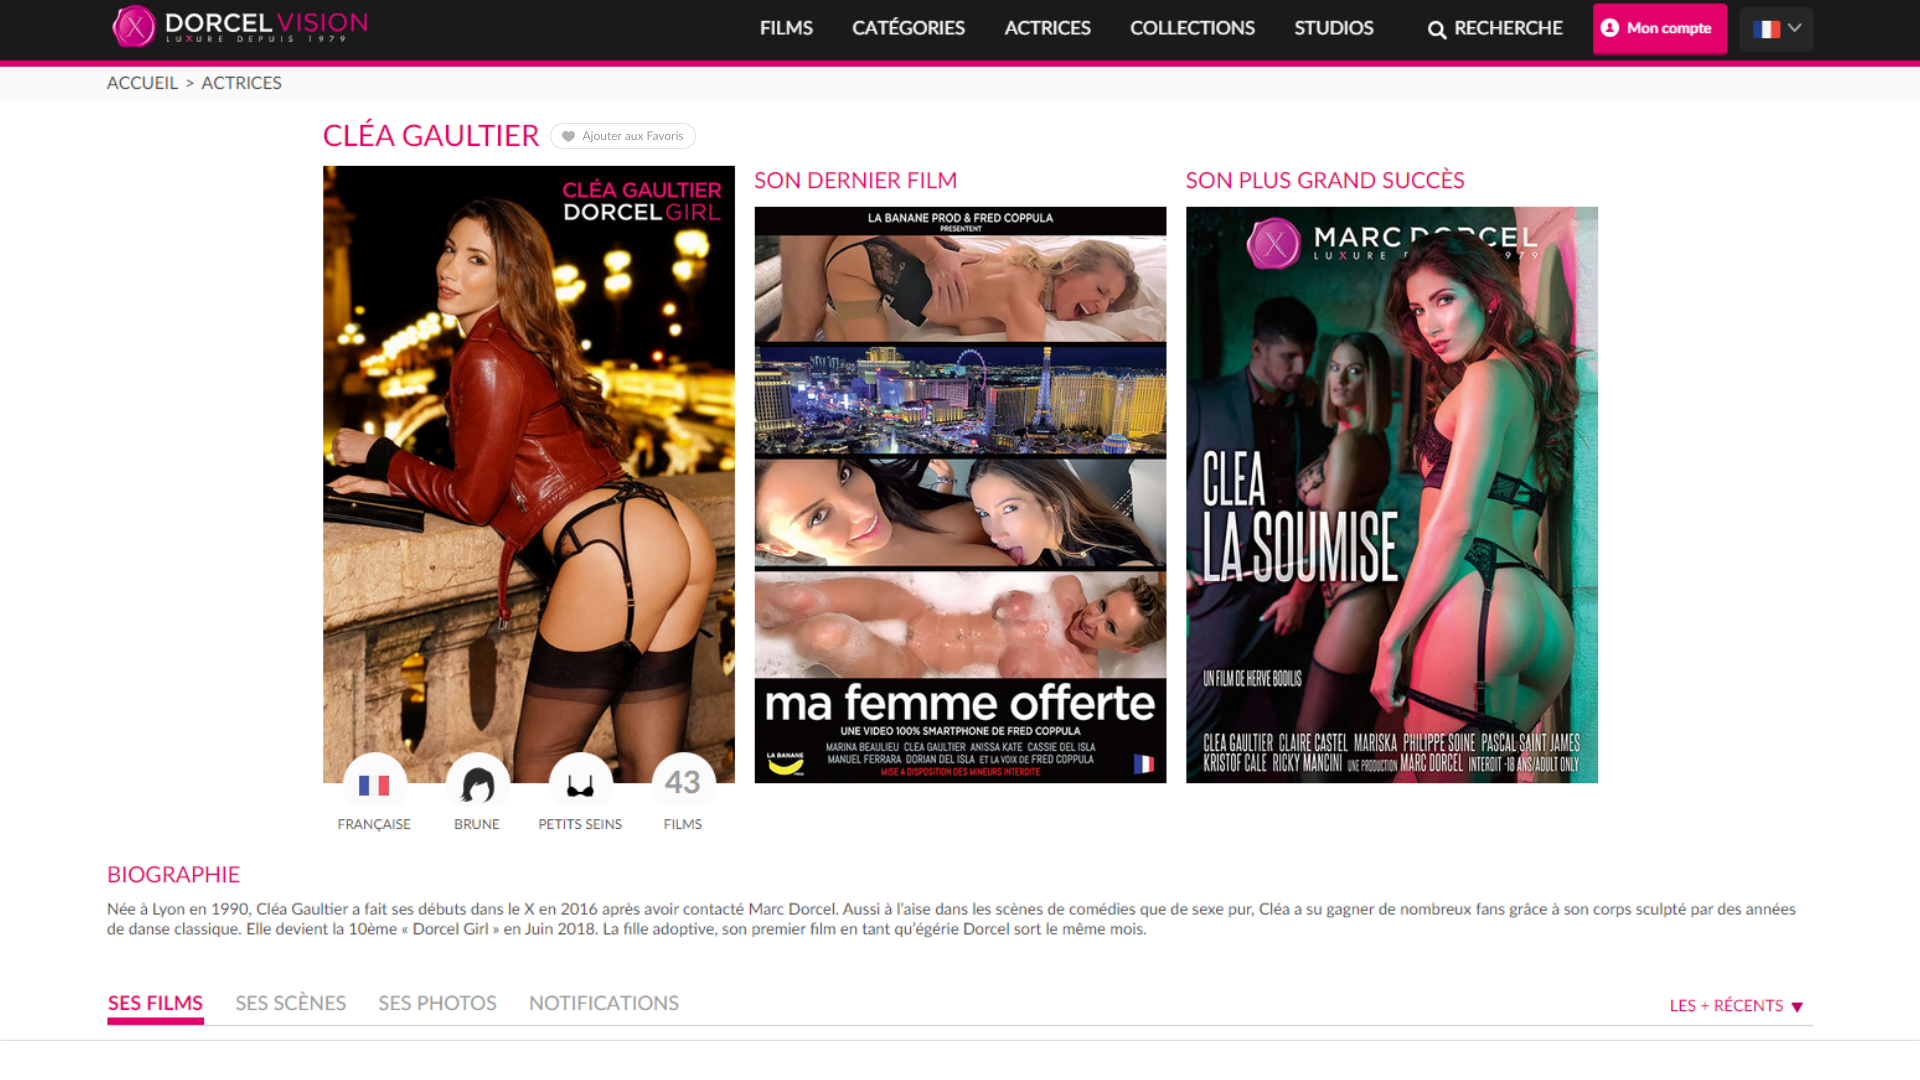 DORCEL VISION
LUXURE DEPUIS 1979
FILMS
CATÉGORIES
ACTRICES
COLLECTIONS
STUDIOS
RECHERCHE
Mon compte
ACCUEIL > ACTRICES
CLÉA GAULTIER
Ajouter aux Favoris
CLÉA GAULTIER
DORCEL GIRL
FRANÇAISE
BRUNE
PETITS SEINS
43
FILMS
SON DERNIER FILM
LA BANANE PROD & FRED COPPULA
PRESENTENT
ma femme offerte
UNE VIDEO 100% SMARTPHONE DE FRED COPPULA
MARINA BEAULIEU CLEA GAULTIER ANISSA KATE CASSIE DEL ISLA
MANUEL FERRARA DORIAN DEL ISLA ET LA VOIX DE FRED COPPULA
MISE A DISPOSITION DES MINEURS INTERDITE
LA BANANE
PROD
SON PLUS GRAND SUCCÈS
MARC D RCEL
LUXURE D 979
CLEA
LA SOUMISE
UN FILM DE HERVE BODILIS
CLEA GAULTIER CLAIRE CASTEL MARISKA PHILIPPE SOINE PASCAL SAINT JAMES
KRISTOF CALE RICKY MANCINI UNE PRODUCTION MARC DORCEL INTERDIT -18 ANS/ADULT ONLY
BIOGRAPHIE
Née à Lyon en 1990, Cléa Gaultier a fait ses débuts dans le X en 2016 après avoir contacté Marc Dorcel. Aussi à l'aise dans les scènes de comédies que de sexe pur, Cléa a su gagner de nombreux fans grâce à son corps sculpté par des années
de danse classique. Elle devient la 10ème « Dorcel Girl » en Juin 2018. La fille adoptive, son premier film en tant qu'égérie Dorcel sort le même mois.
SES FILMS
SES SCÈNES
SES PHOTOS
NOTIFICATIONS
LES + RÉCENTS